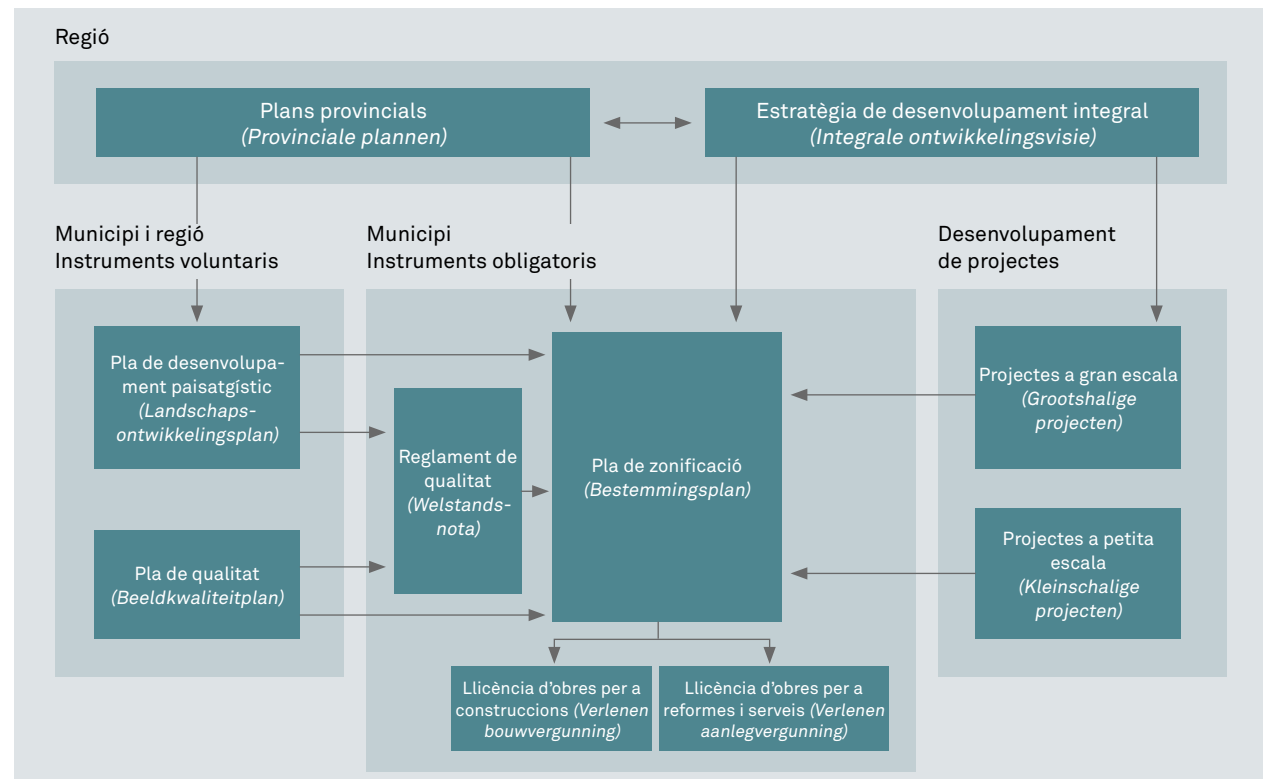 Regió
Plans provincials
(Provinciale plannen)
Estratègia de desenvolupament integral
(Integrale ontwikkelingsvisie)
Municipi i regió
Instruments voluntaris
Municipi
Instruments obligatoris
Desenvolupament
de projectes
Pla de desenvolupa-
ment paisatgístic
(Landschaps-
ontwikkelingsplan)
Pla de qualitat
(Beeldkwaliteitplan)
Reglament de
qualitat
(Welstands-
nota)
Pla de zonificació
(Bestemmingsplan)
Projectes a gran escala
(Grootshalige
projecten)
Projectes a petita
escala
(Kleinschalige
projecten)
Llicència d'obres per a
construccions (Verlenen
bouwvergunning)
Llicència d'obres per a
reformes i serveis (Verlenen
aanlegvergunning)